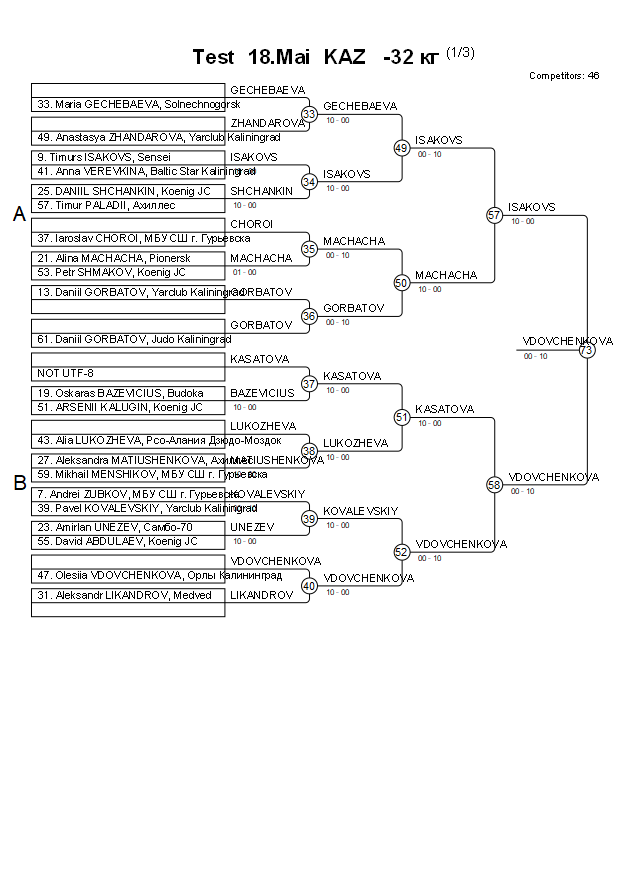 Test 18.Mai KAZ -32 кг (1/3)
Competitors: 46
GECHEBAEVA
33. Maria GECHEBAEVA, Solnechnogorsk
33
GECHEBAEVA
10 - 00
ZHANDAROVA
49. Anastasya ZHANDAROVA, Yarclub Kaliningrad
49
ISAKOVS
00 - 10
9. Timurs ISAKOVS, Sensei
ISAKOVS
41. Anna VEREVKINA, Baltic Star Kaliningrad
34
ISAKOVS
10 - 00
25. DANIIL SHCHANKIN, Koenig JC
SHCHANKIN
57. Timur PALADII, Ахиллес
10 - 00
A
57
ISAKOVS
10 - 00
CHOROI
37. Iaroslav CHOROI, МБУ СШ г. Гурьевска
35
MACHACHA
00 - 10
21. Alina MACHACHA, Pionersk
MACHACHA
53. Petr SHMAKOV, Koenig JC
01 - 00
50
MACHACHA
10 - 00
13. Daniil GORBATOV, Yarclub Kaliningrad
GORBATOV
36
GORBATOV
00 - 10
GORBATOV
61. Daniil GORBATOV, Judo Kaliningrad
VDOVCHENKOVA
73
00 - 10
KASATOVA
NOT UTF-8
37
KASATOVA
10 - 00
19. Oskaras BAZEVICIUS, Budoka
BAZEVICIUS
51. ARSENII KALUGIN, Koenig JC
10 - 00
51
KASATOVA
10 - 00
LUKOZHEVA
43. Alia LUKOZHEVA, Рсо-Алания Дзюдо-Моздок
38
LUKOZHEVA
10 - 00
27. Aleksandra MATIUSHENKOVA, Ахиллес
MATIUSHENKOVA
59. Mikhail MENSHIKOV, МБУ СШ г. Гурьевска
B
58
VDOVCHENKOVA
00 - 10
7. Andrei ZUBKOV, МБУ СШ г. Гурьевска
KOVALEVSKIY
39. Pavel KOVALEVSKIY, Yarclub Kaliningrad
39
KOVALEVSKIY
10 - 00
23. Amirlan UNEZEV, Самбо-70
UNEZEV
55. David ABDULAEV, Koenig JC
10 - 00
52
VDOVCHENKOVA
00 - 10
VDOVCHENKOVA
47. Olesiia VDOVCHENKOVA, Орлы Калининград
40
VDOVCHENKOVA
10 - 00
31. Aleksandr LIKANDROV, Medved
LIKANDROV